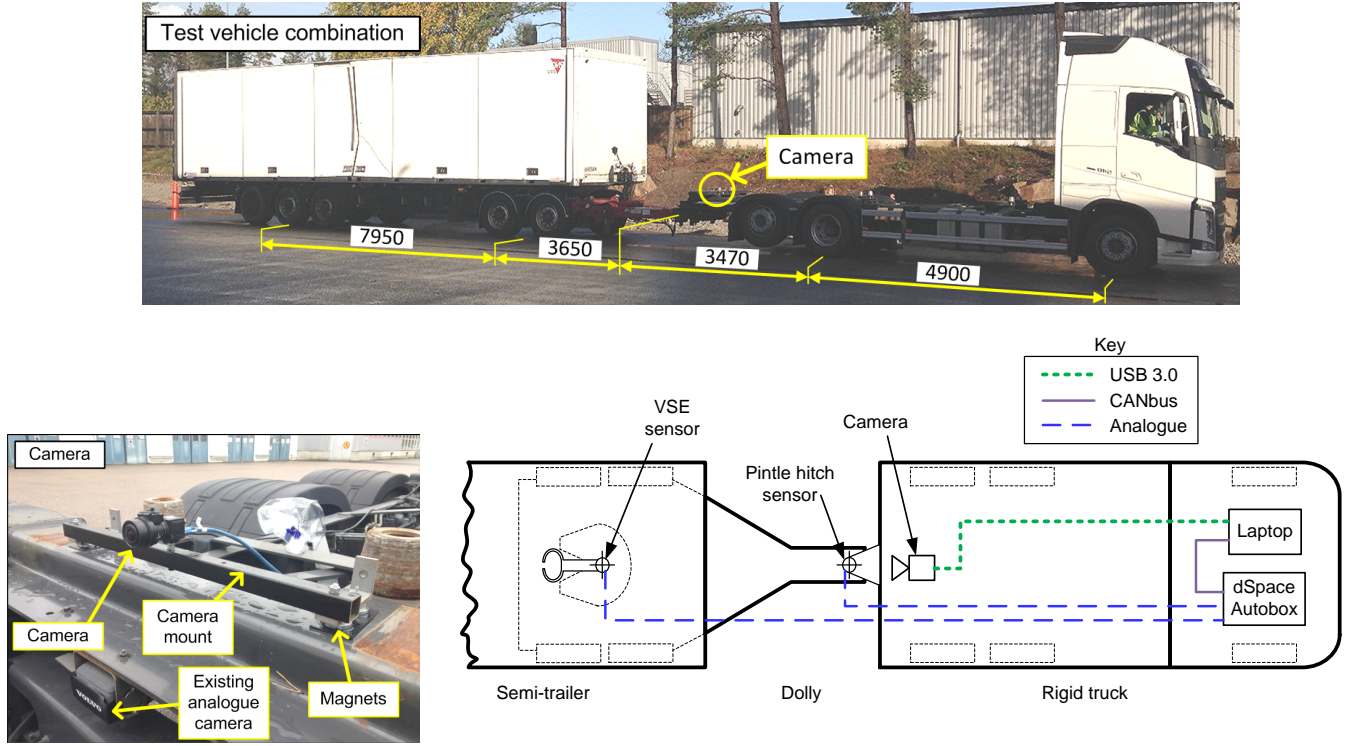 Test vehicle combination
Camera
7950
3650
3470
4900
Key
USB 3.0
CANbus
Analogue
Camera
Camera
Camera
mount
Existing
analogue
camera
Magnets
VOLVO
VSE
sensor
Camera
Pintle hitch
sensor
Laptop
dSpace
Autobox
Semi-trailer
Dolly
Rigid truck